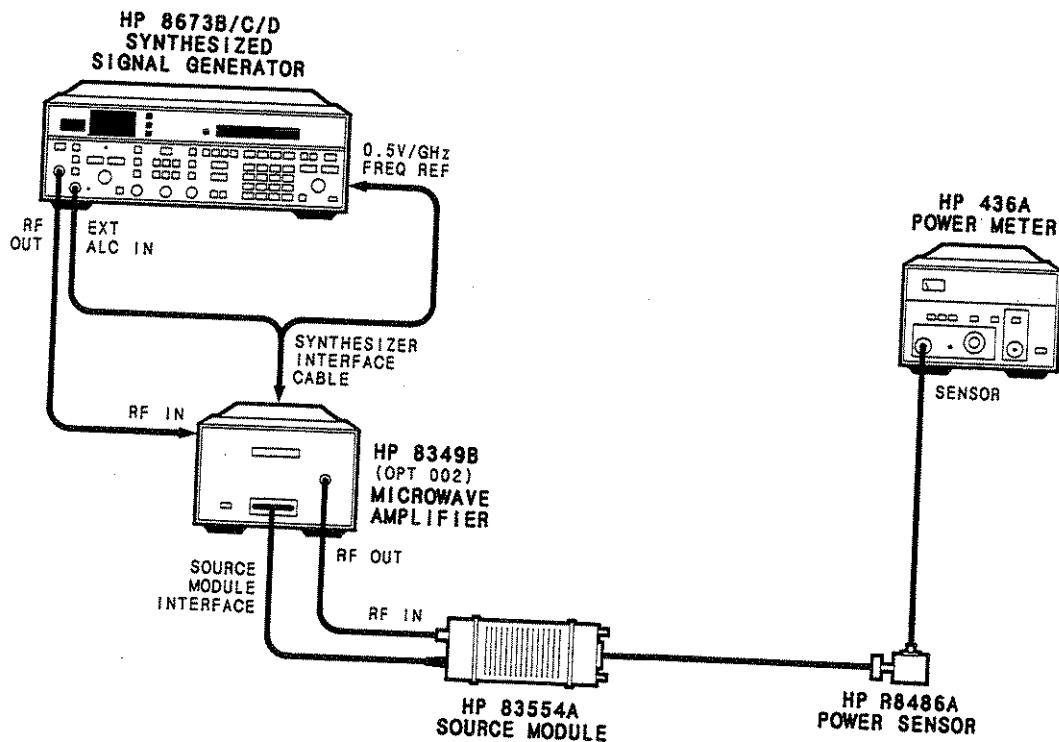 HP 8673B/C/D
SYNTHESIZED
SIGNAL GENERATOR
0.5V/GHz
FREQ REF
RF
OUT
EXT
ALC IN
HP 436A
POWER METER
SYNTHESIZER
INTERFACE
CABLE
SENSOR
RF IN
HP 8349B
(OPT 002)
MICROWAVE
AMPLIFIER
RF OUT
SOURCE
MODULE
INTERFACE
RF IN
HP 83554A
SOURCE MODULE
HP R8486A
POWER SENSOR